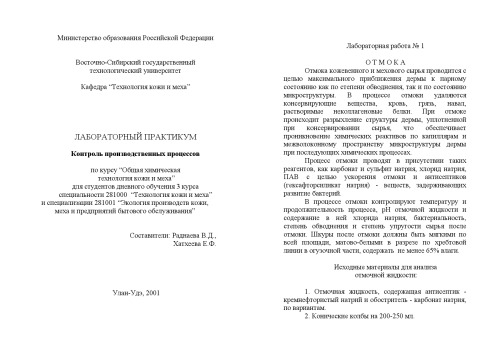 Министерство образования Российской Федерации
Восточно-Сибирский государственный
технологический университет
Кафедра “Технология кожи и меха”
ЛАБОРАТОРНЫЙ ПРАКТИКУМ
Контроль производственных процессов
по курсу “Общая химическая
технология кожи и меха”
для студентов дневного обучения 3 курса
специальности 281000 “Технология кожи и меха”
и специализации 281001 “Экология производств кожи,
меха и предприятий бытового обслуживания”
Составители: Раднаева В.Д.,
Хатхеева Е.Ф.
Улан-Удэ, 2001
Лабораторная работа № 1
О Т М О К А
Отмока кожевенного и мехового сырья проводится с
целью максимального приближения дермы к парному
состоянию как по степени обводнения, так и по состоянию
микроструктуры. В процессе отмоки удаляются
консервирующие вещества, кровь, грязь, навал,
растворимые неколлагеновые белки. При отмоке
происходит разрыхление структуры дермы, уплотненной
при консервировании сырья, что обеспечивает
проникновение химических реактивов по капиллярам и
межволоконному пространству микроструктуры дермы
при последующих химических процессах.
Процесс отмоки проводят в присутствии таких
реагентов, как карбонат и сульфит натрия, хлорид натрия,
ПАВ с целью ускорения отмоки и антисептиков
(гексафторсиликат натрия) - веществ, задерживающих
развитие бактерий.
В процессе отмоки контролируют температуру и
продолжительность процесса, рН отмочной жидкости и
содержание в ней хлорида натрия, бактериальность,
степень обводнения и степень упругости сырья после
отмоки. Шкуры после отмоки должны быть мягкими по
всей площади, матово-белыми в разрезе по хребтовой
линии в огузочной части, содержать не менее 65% влаги.
Исходные материалы для анализа
отмочной жидкости:
1. Отмочная жидкость, содержащая антисептик -
кремнефтористый натрий и обостритель - карбонат натрия,
по вариантам.
2. Конические колбы на 200-250 мл.